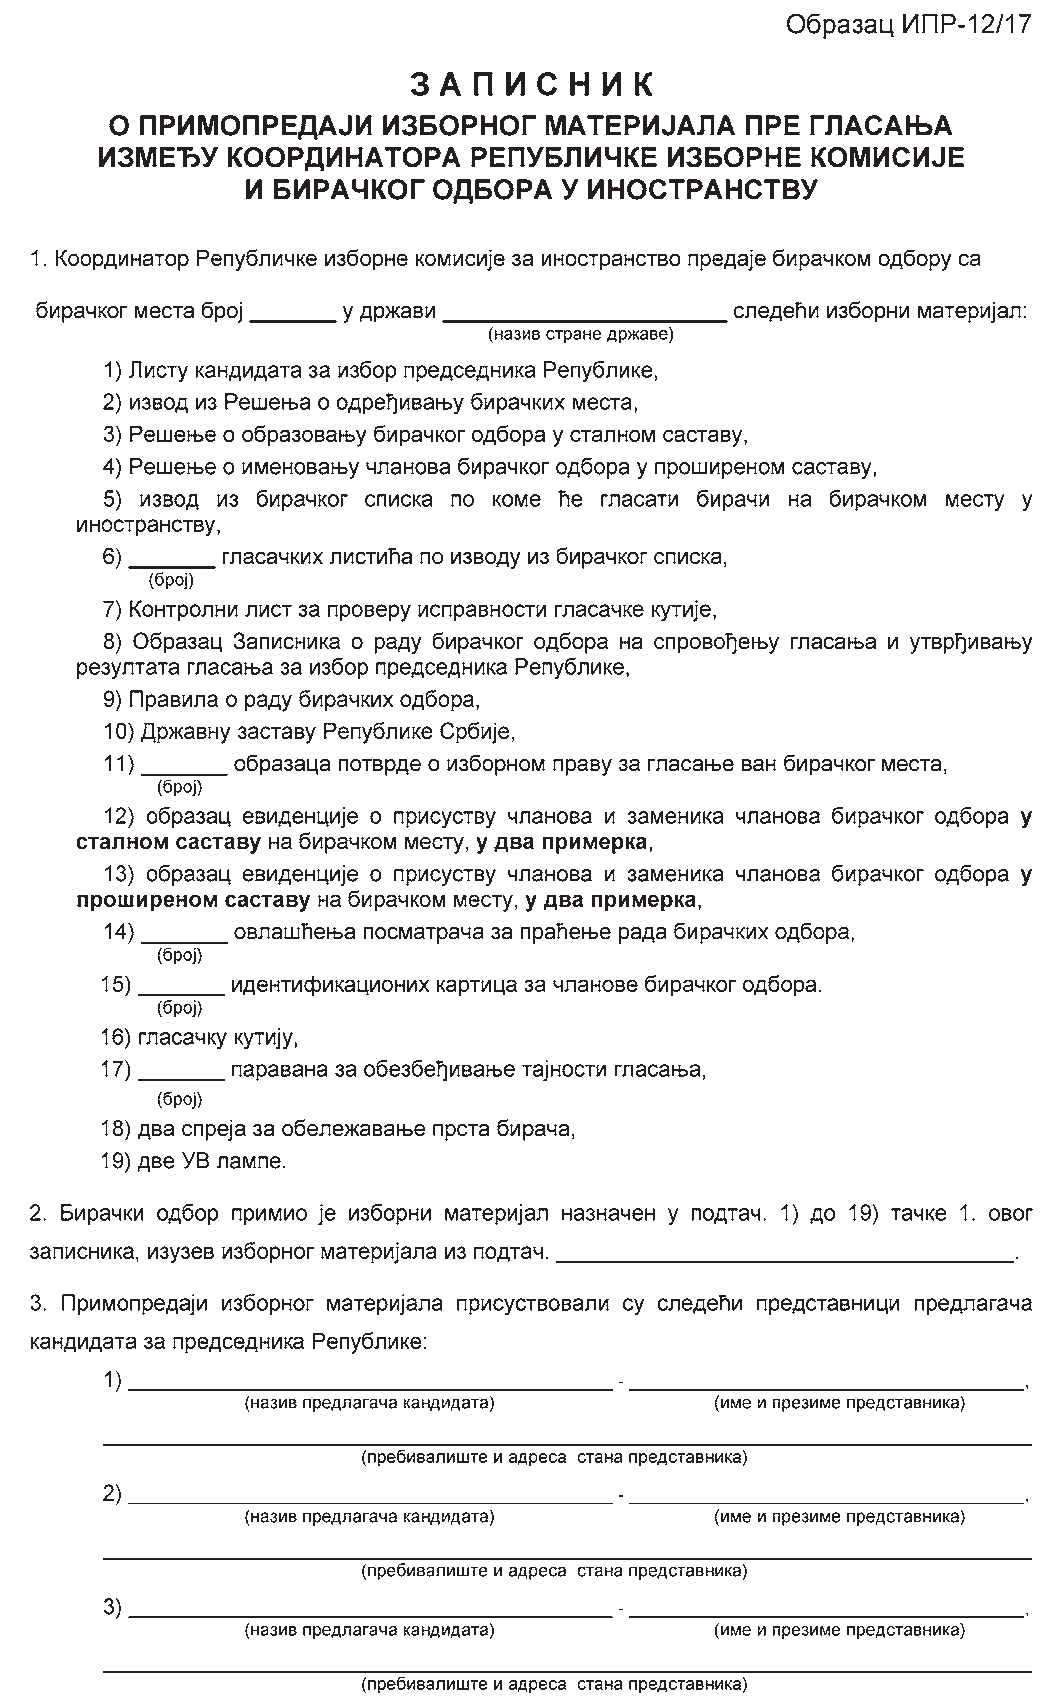 Образац ИПР-12/17
З А П И С Н И К
О ПРИМОПРЕДАЈИ ИЗБОРНОГ МАТЕРИЈАЛА ПРЕ ГЛАСАЊА
ИЗМЕЂУ КООРДИНАТОРА РЕПУБЛИЧКЕ ИЗБОРНЕ КОМИСИЈЕ
И БИРАЧКОГ ОДБОРА У ИНОСТРАНСТВУ
1. Координатор Републичке изборне комисије за иностранство предаје бирачком одбору са
бирачког места број _______ у држави _______________________ следећи изборни материјал:
(назив стране државе)
1) Листу кандидата за избор председника Републике,
2) извод из Решења о одређивању бирачких места,
3) Решење о образовању бирачког одбора у сталном саставу,
4) Решење о именовању чланова бирачког одбора у проширеном саставу,
5) извод из бирачког списка по коме ће гласати бирачи на бирачком месту у
иностранству,
6) _______ гласачких листића по изводу из бирачког списка,
(број)
7) Контролни лист за проверу исправности гласачке кутије,
8) Образац Записника о раду бирачког одбора на спровођењу гласања и утврђивању
резултата гласања за избор председника Републике,
9) Правила о раду бирачких одбора,
10) Државну заставу Републике Србије,
11) _______ образаца потврде о изборном праву за гласање ван бирачког места,
(број)
12) образац евиденције о присуству чланова и заменика чланова бирачког одбора у
сталном саставу на бирачком месту, у два примерка,
13) образац евиденције о присуству чланова и заменика чланова бирачког одбора у
проширеном саставу на бирачком месту, у два примерка,
14) _______ овлашћења посматрача за праћење рада бирачких одбора,
(број)
15) _______ идентификационих картица за чланове бирачког одбора.
(број)
16) гласачку кутију,
17) _______ паравана за обезбеђивање тајности гласања,
(број)
18) два спреја за обележавање прста бирача,
19) две УВ лампе.
2. Бирачки одбор примио је изборни материјал назначен у подтач. 1) до 19) тачке 1. овог
записника, изузев изборног материјала из подтач. _____________________________________.
3. Примопредаји изборног материјала присуствовали су следећи представници предлагача
кандидата за председника Републике:
1) _______________________________________ - ________________________________,
(назив предлагача кандидата) (име и презиме представника)
___________________________________________________________________________
(пребивалиште и адреса стана представника)
2) _______________________________________ - ________________________________,
(назив предлагача кандидата) (име и презиме представника)
___________________________________________________________________________
(пребивалиште и адреса стана представника)
3) _______________________________________ - ________________________________,
(назив предлагача кандидата) (име и презиме представника)
___________________________________________________________________________
(пребивалиште и адреса стана представника)